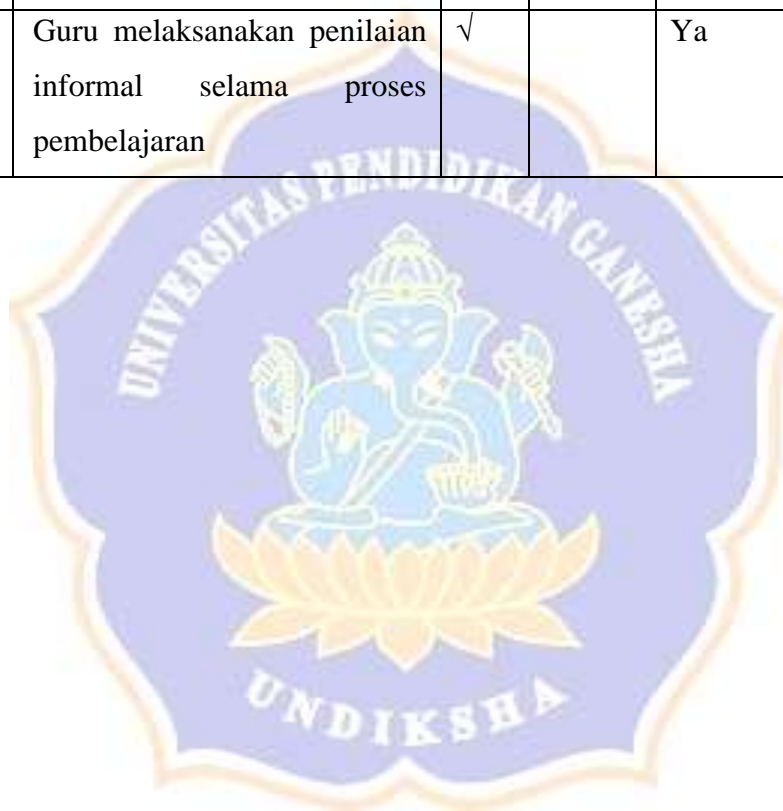 Guru melaksanakan penilaian √ Ya
informal selama proses
pembelajaran
UNIVERSITAS PENDIDIKAN GANESHA
UNDIKSHA